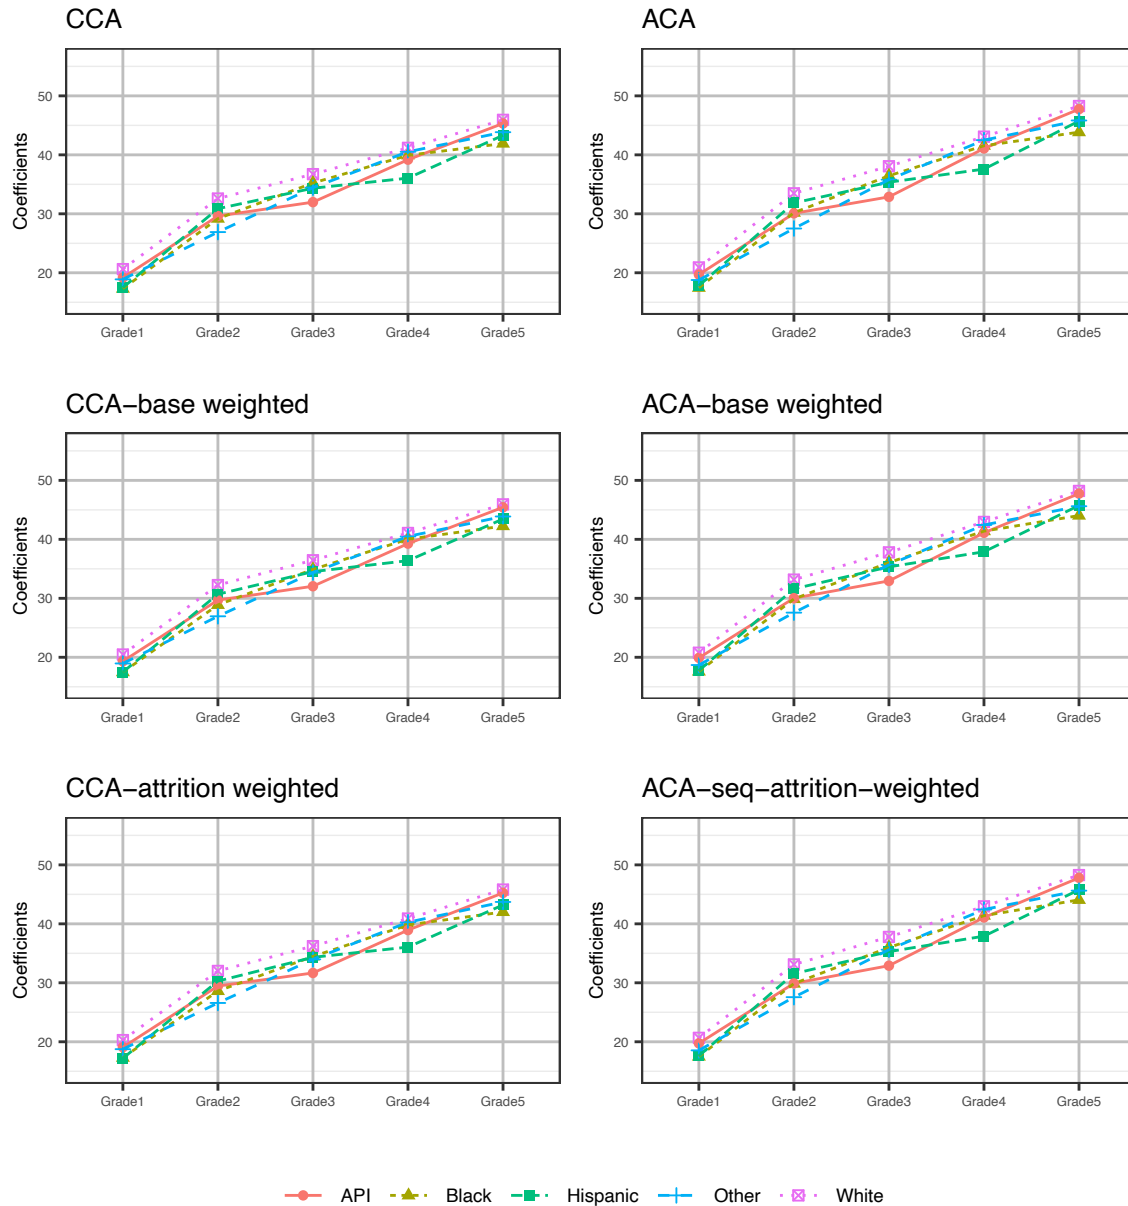 CCA
ACA
50
40
30
20
Coefficients
Grade1 Grade2 Grade3 Grade4 Grade5
50
40
30
20
Coefficients
Grade1 Grade2 Grade3 Grade4 Grade5
CCA−base weighted
ACA−base weighted
50
40
30
20
Coefficients
Grade1 Grade2 Grade3 Grade4 Grade5
50
40
30
20
Coefficients
Grade1 Grade2 Grade3 Grade4 Grade5
CCA−attrition weighted
ACA−seq−attrition−weighted
50
40
30
20
Coefficients
Grade1 Grade2 Grade3 Grade4 Grade5
50
40
30
20
Coefficients
Grade1 Grade2 Grade3 Grade4 Grade5
API Black Hispanic Other White